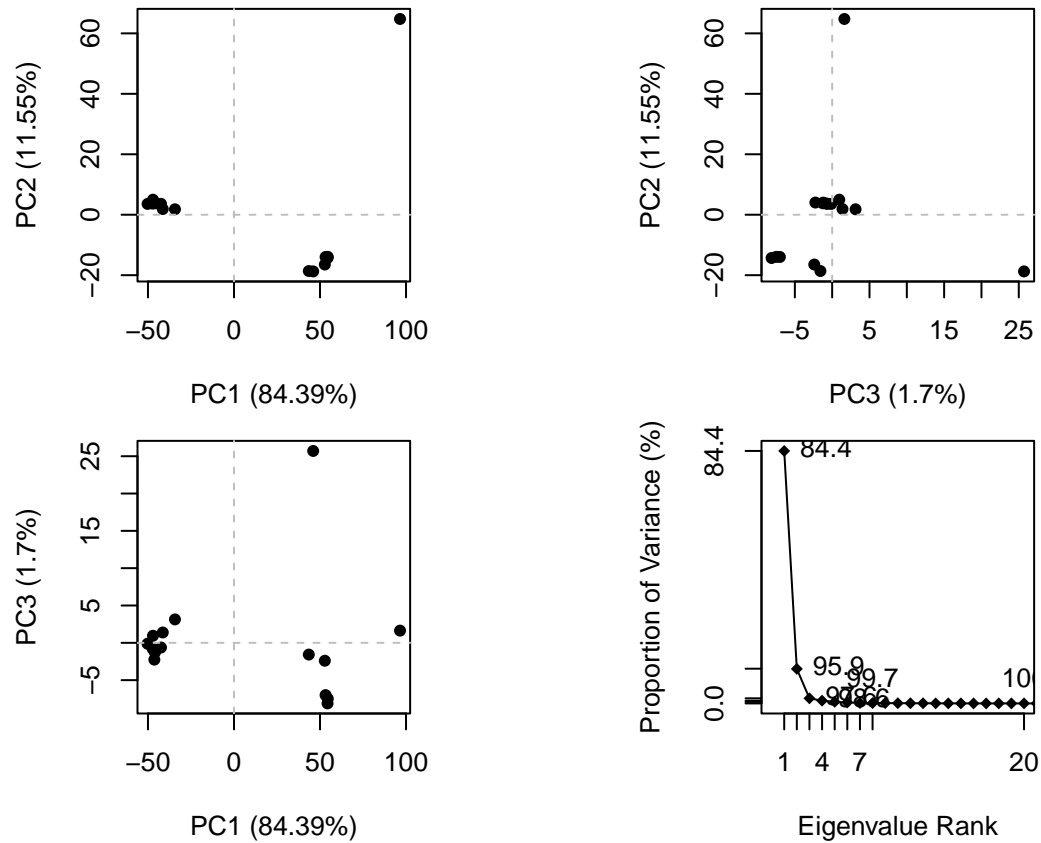 60
40
20
0
−20
PC2 (11.55%)
−50 0 50 100
PC1 (84.39%)
60
40
20
0
−20
PC2 (11.55%)
−5 5 15 25
PC3 (1.7%)
25
15
5
−5
PC3 (1.7%)
−50 0 50 100
PC1 (84.39%)
84.4
0.0
Proportion of Variance (%)
84.4
95.9
99.7
1 4 7 20
Eigenvalue Rank